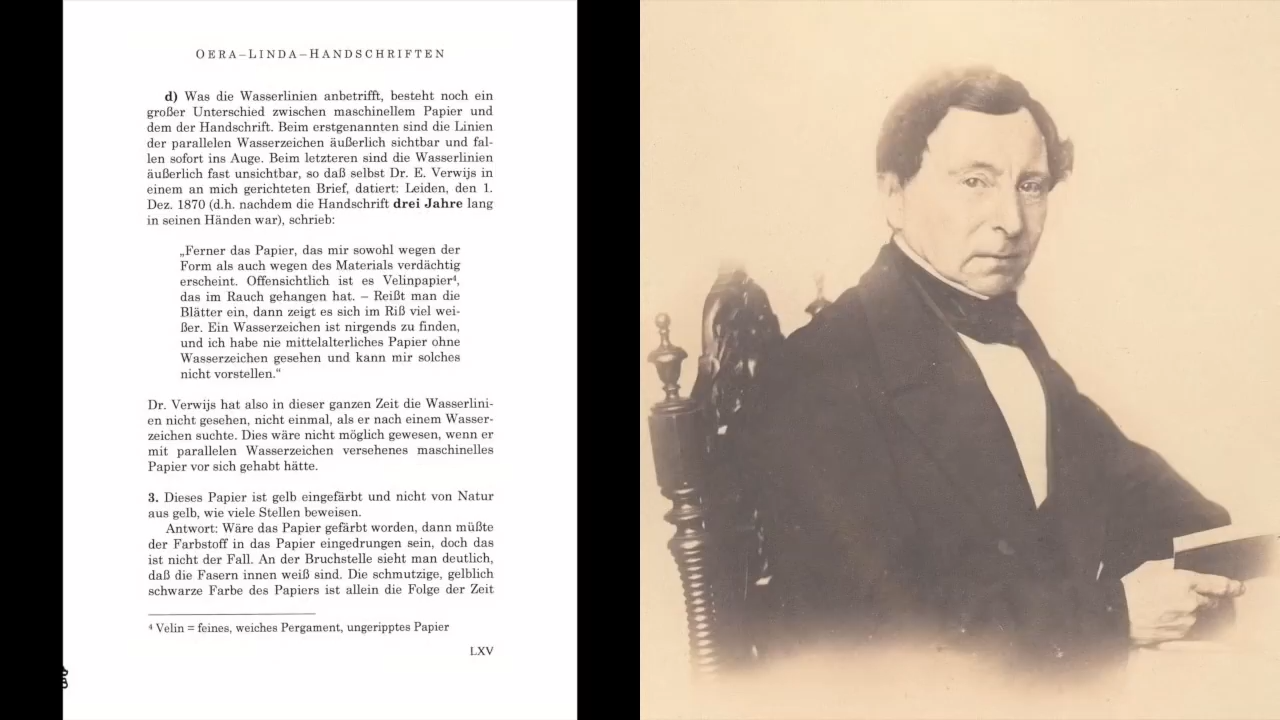 OERA–LINDA–HANDSCHRIFTEN
d) Was die Wasserlinien anbetrifft, besteht noch ein
großer Unterschied zwischen maschinellem Papier und
dem der Handschrift. Beim erstgenannten sind die Linien
der parallelen Wasserzeichen äußerlich sichtbar und fal-
len sofort ins Auge. Beim letzteren sind die Wasserlinien
äußerlich fast unsichtbar, so daß selbst Dr. E. Verwijs in
einem an mich gerichteten Brief, datiert: Leiden, den 1.
Dez. 1870 (d.h. nachdem die Handschrift drei Jahre lang
in seinen Händen war), schrieb:
„Ferner das Papier, das mir sowohl wegen der
Form als auch wegen des Materials verdächtig
erscheint. Offensichtlich ist es Velinpapier⁴,
das im Rauch gehangen hat. – Reißt man die
Blätter ein, dann zeigt es sich im Riß viel wei-
ßer. Ein Wasserzeichen ist nirgends zu finden,
und ich habe nie mittelalterliches Papier ohne
Wasserzeichen gesehen und kann mir solches
nicht vorstellen.“
Dr. Verwijs hat also in dieser ganzen Zeit die Wasserlini-
en nicht gesehen, nicht einmal, als er nach einem Wasser-
zeichen suchte. Dies wäre nicht möglich gewesen, wenn er
mit parallelen Wasserzeichen versehenes maschinelles
Papier vor sich gehabt hätte.
3. Dieses Papier ist gelb eingefärbt und nicht von Natur
aus gelb, wie viele Stellen beweisen.
Antwort: Wäre das Papier gefärbt worden, dann müßte
der Farbstoff in das Papier eingedrungen sein, doch das
ist nicht der Fall. An der Bruchstelle sieht man deutlich,
daß die Fasern innen weiß sind. Die schmutzige, gelblich
schwarze Farbe des Papiers ist allein die Folge der Zeit
⁴ Velin = feines, weiches Pergament, ungeripptes Papier
LXV